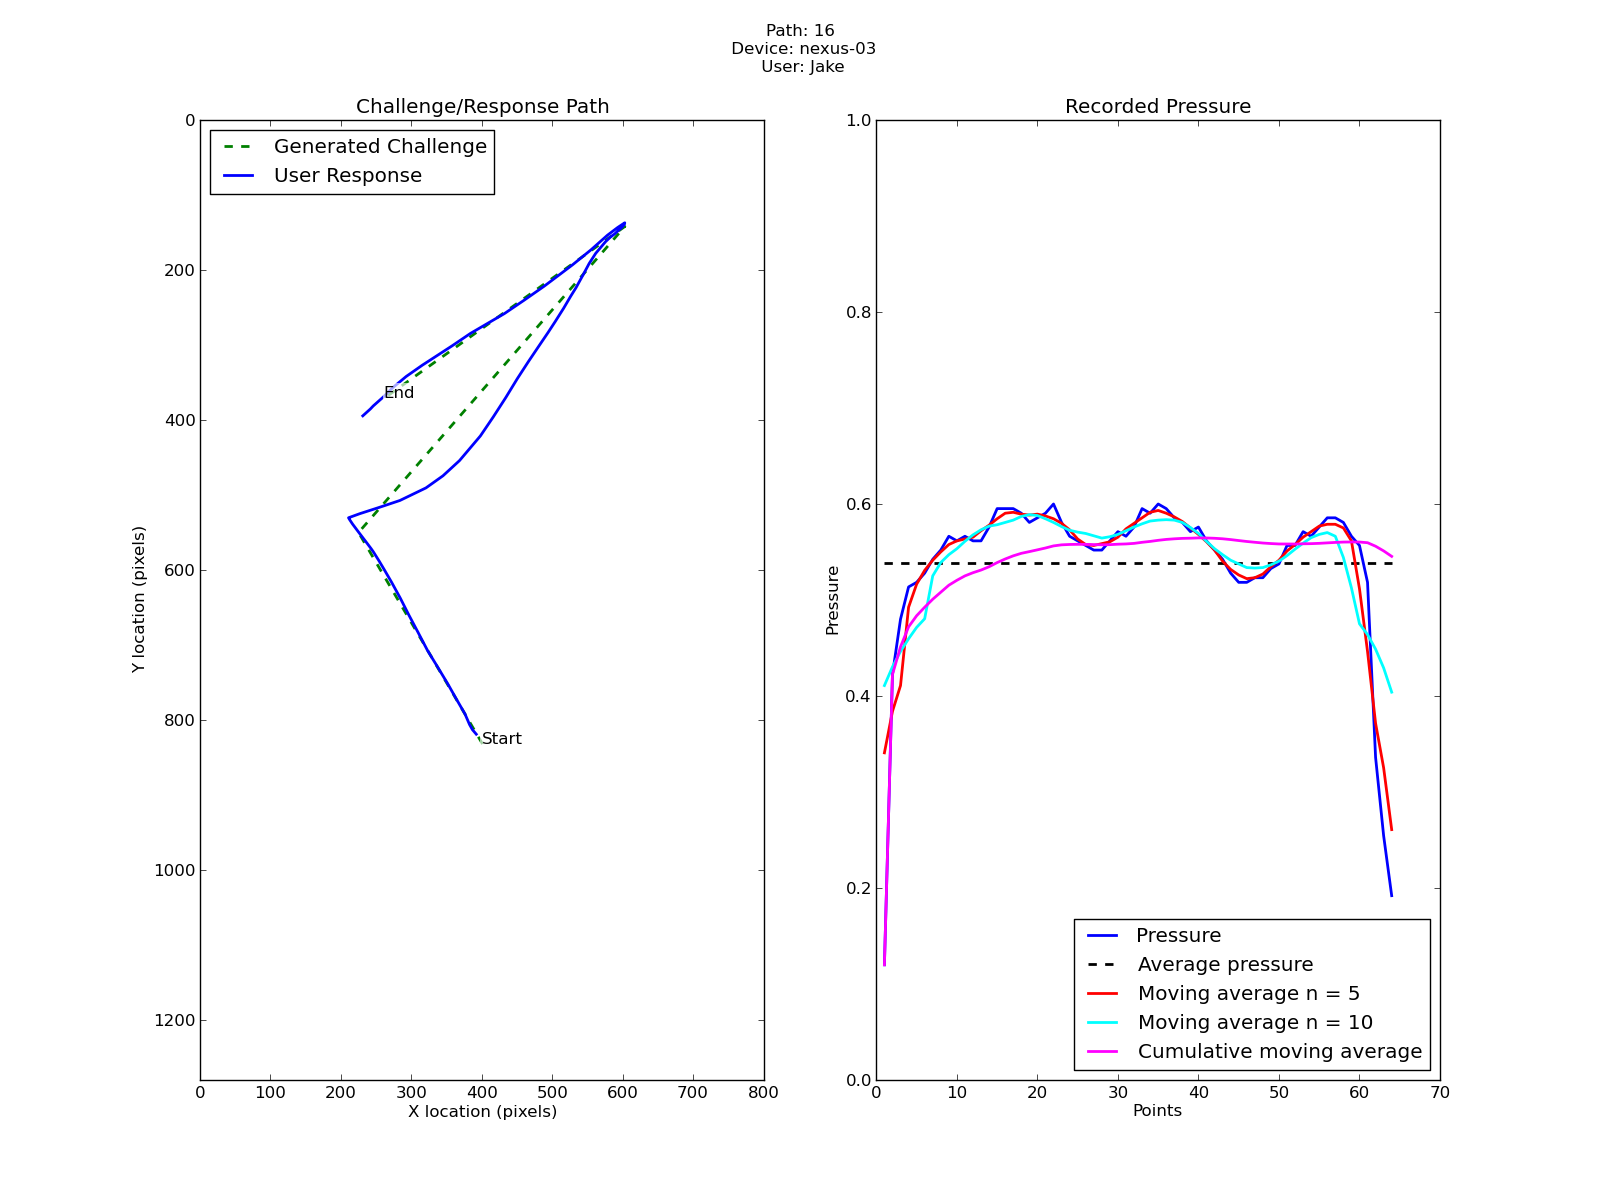 Path: 16
Device: nexus-03
User: Jake
Challenge/Response Path
Generated Challenge
User Response
End
Start
0
200
400
600
800
1000
1200
Y location (pixels)
0 100 200 300 400 500 600 700 800
X location (pixels)
Recorded Pressure
1.0
0.8
0.6
0.4
0.2
0.0
Pressure
Pressure
Average pressure
Moving average n = 5
Moving average n = 10
Cumulative moving average
0 10 20 30 40 50 60 70
Points